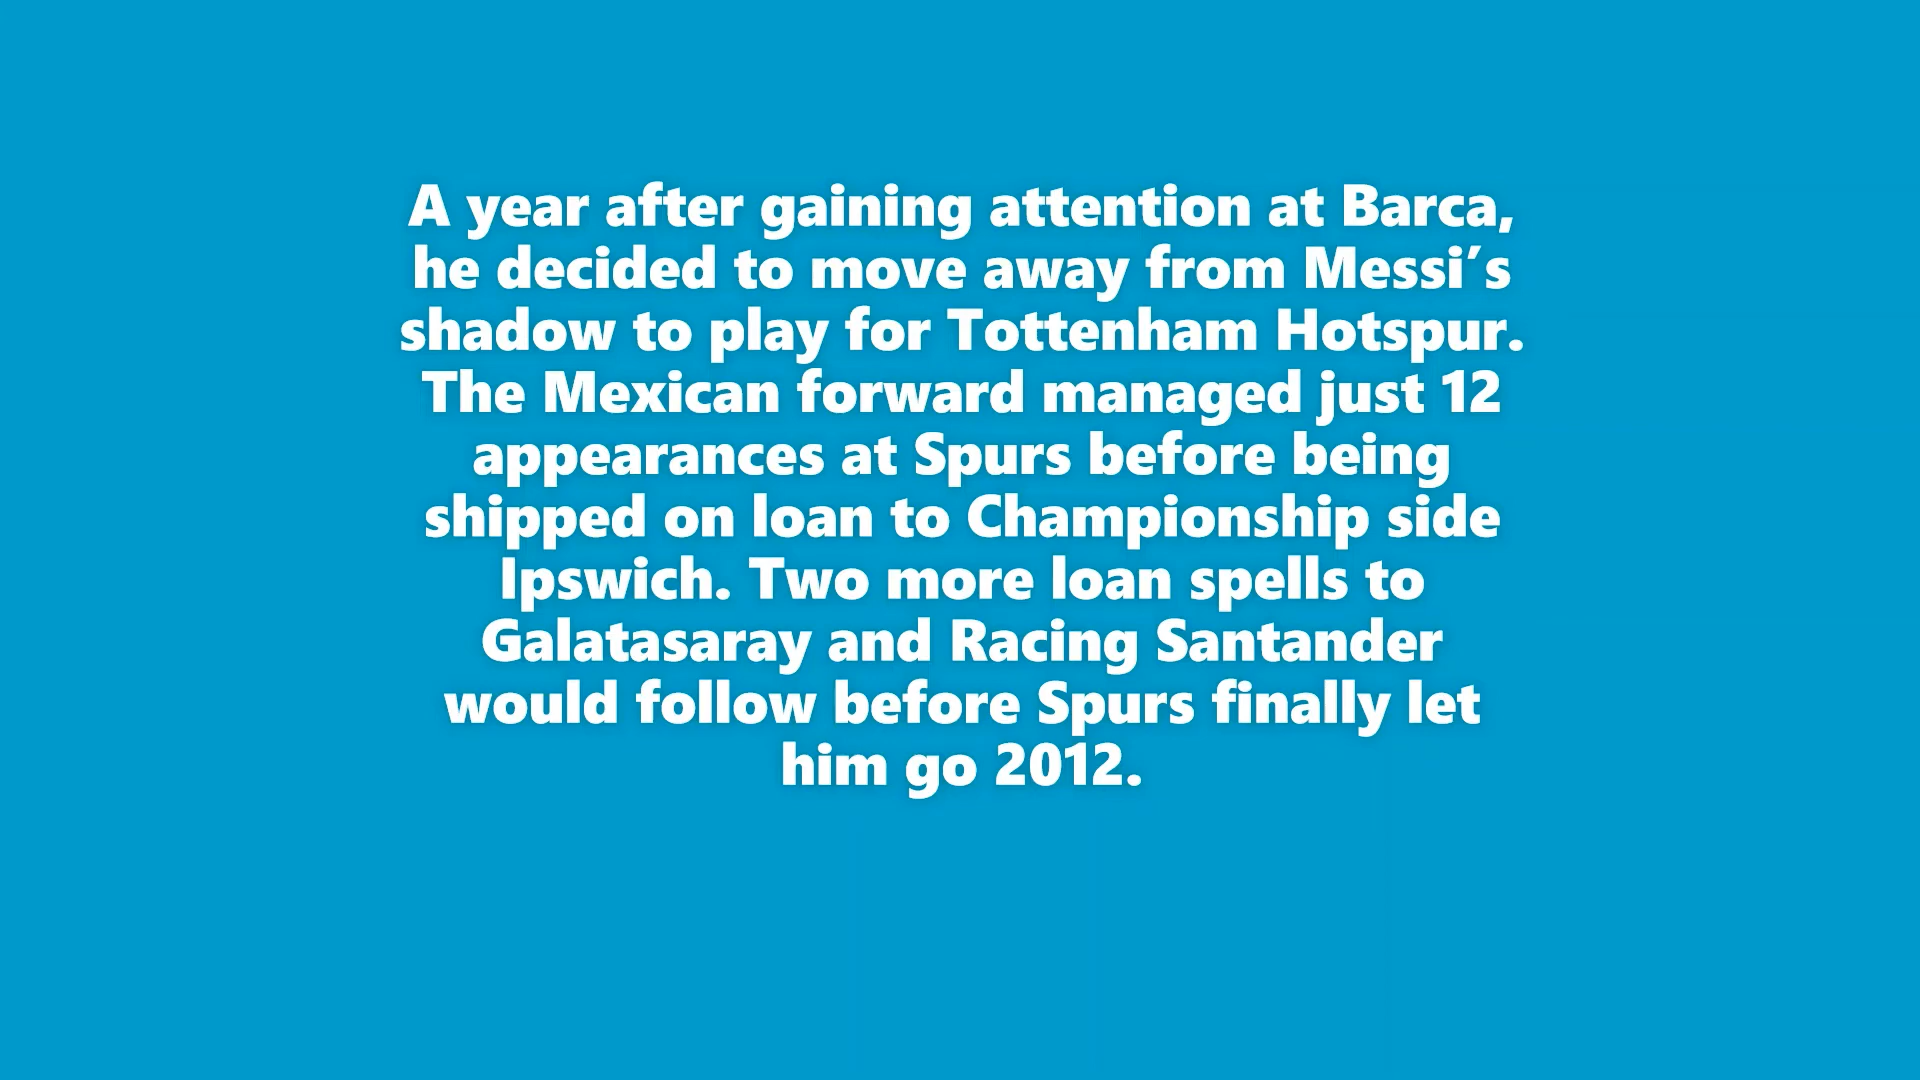 A year after gaining attention at Barca,
he decided to move away from Messi´s
shadow to play for Tottenham Hotspur.
The Mexican forward managed just 12
appearances at Spurs before being
shipped on loan to Championship side
Ipswich. Two more loan spells to
Galatasaray and Racing Santander
would follow before Spurs finally let
him go 2012.